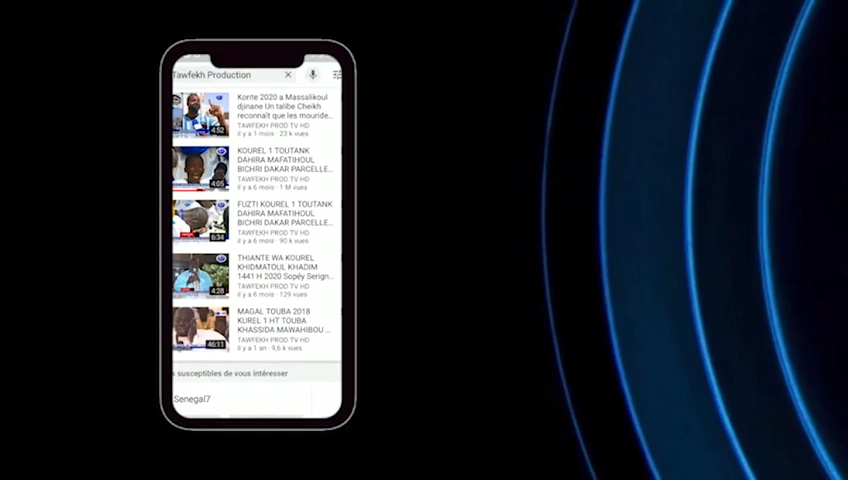 Tawfekh Production
Korite 2020 a Massalikoul
djinane Un talibe Cheikh
reconnaît que les mouride...
TAWFEKH PROD TV HD
il y a 1 mois · 23 k vues
4:52
KOUREL 1 TOUTANK
DAHIRA MAFATIHOUL
BICHRI DAKAR PARCELLE...
TAWFEKH PROD TV HD
il y a 6 mois · 1 M vues
4:05
FUZTI KOUREL 1 TOUTANK
DAHIRA MAFATIHOUL
BICHRI DAKAR PARCELLE...
TAWFEKH PROD TV HD
il y a 6 mois · 90 k vues
6:34
THIANTE WA KOUREL
KHIDMATOUL KHADIM
1441 H 2020 Sopéy Serign...
TAWFEKH PROD TV HD
il y a 6 mois · 129 vues
4:28
MAGAL TOUBA 2018
KUREL 1 HT TOUBA
KHASSIDA MAWAHIBOU ...
TAWFEKH PROD TV HD
il y a 1 an · 9,6 k vues
46:11
susceptibles de vous intéresser
Senegal7